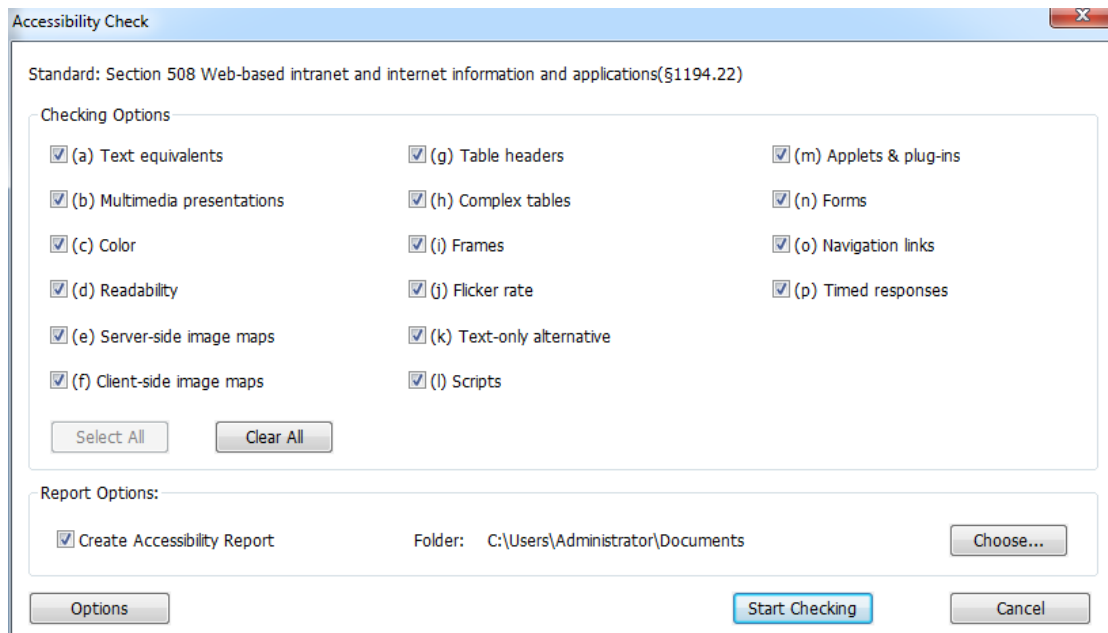 Accessibility Check
Standard: Section 508 Web-based intranet and internet information and applications(§1194.22)
Checking Options
(a) Text equivalents
(g) Table headers
(m) Applets & plug-ins
(b) Multimedia presentations
(h) Complex tables
(n) Forms
(c) Color
(i) Frames
(o) Navigation links
(d) Readability
(j) Flicker rate
(p) Timed responses
(e) Server-side image maps
(k) Text-only alternative
(f) Client-side image maps
(l) Scripts
Select All
Clear All
Report Options:
Create Accessibility Report
Folder: C:\Users\Administrator\Documents
Choose...
Options
Start Checking
Cancel